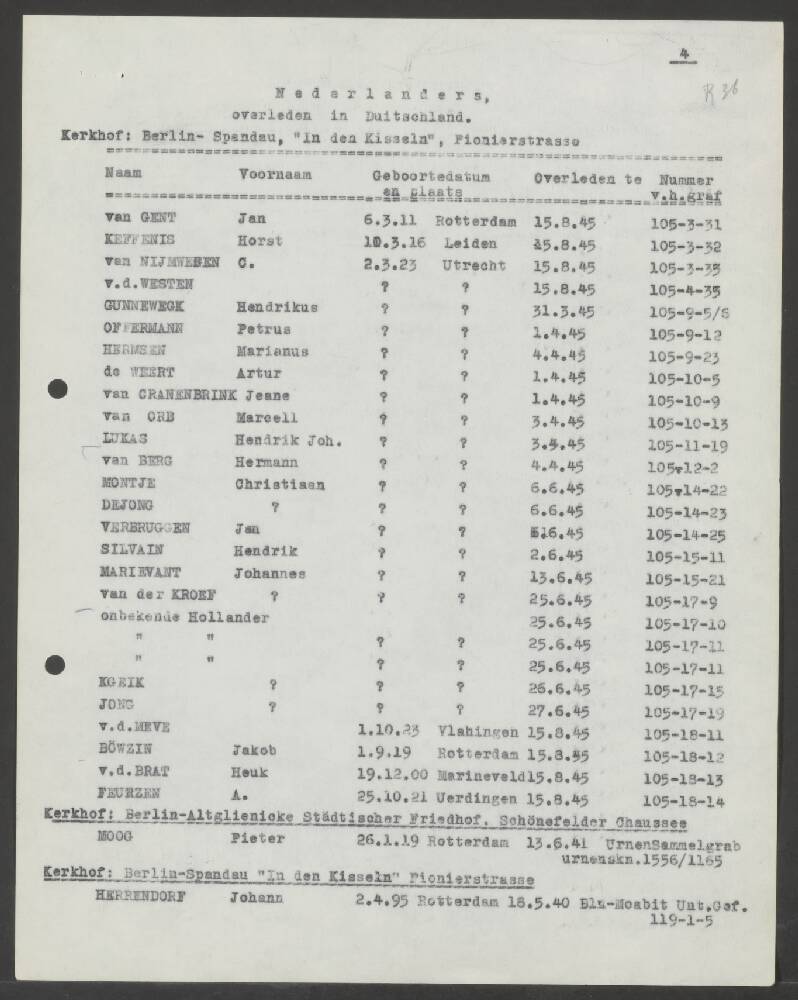 4
R 36
Nederlanders,
overleden in Duitschland.
Kerkhof: Berlin- Spandau, "In den Kisseln", Pionierstrasse
Naam Voornaam Geboortedatum Overleden te Nummer
en plaats v.h.graf
van GENT Jan 6.3.11 Rotterdam 15.8.45 105-3-31
KEFFENIS Horst 10.3.16 Leiden 15.8.45 105-3-32
van NIJMWEGEN C. 2.3.23 Utrecht 15.8.45 105-3-35
v.d.WESTEN ? ? 15.8.45 105-4-35
GUNNEWEGK Hendrikus ? ? 31.3.45 105-9-5/8
OFFERMANN Petrus ? ? 1.4.45 105-9-12
HERMSEN Marianus ? ? 4.4.45 105-9-23
de WEERT Artur ? ? 1.4.45 105-10-5
van CRANENBRINK Jeane ? ? 1.4.45 105-10-9
van ORB Marcell ? ? 3.4.45 105-10-13
LUKAS Hendrik Joh. ? ? 3.4.45 105-11-19
van BERG Hermann ? ? 4.4.45 105-12-2
MONTJE Christiaan ? ? 6.6.45 105-14-22
DEJONG ? ? ? 6.6.45 105-14-23
VERBRUGGEN Jan ? ? 6.45 105-14-25
SILVAIN Hendrik ? ? 2.6.45 105-15-11
MARIEVANT Johannes ? ? 13.6.45 105-15-21
van der KROEF ? ? ? 25.6.45 105-17-9
onbekende Hollander 25.6.45 105-17-10
" " ? ? 25.6.45 105-17-11
" " ? ? 25.6.45 105-17-11
KGEIK ? ? ? 26.6.45 105-17-15
JONG ? ? ? 27.6.45 105-17-19
v.d.MEVE 1.10.23 Vlahingen 15.8.45 105-18-11
BÖWZIN Jakob 1.9.19 Rotterdam 15.8.45 105-18-12
v.d.BRAT Heuk 19.12.00 Marineveld 15.8.45 105-18-13
FEURZEN A. 25.10.21 Uerdingen 15.8.45 105-18-14
Kerkhof: Berlin-Altglienicke Städtischer Friedhof. Schönefelder Chaussee
MOOG Pieter 26.1.19 Rotterdam 13.6.41 UrnenSammelgrab
urnenskn.1556/1165
Kerkhof: Berlin-Spandau "In den Kisseln" Pionierstrasse
HERRENDORF Johann 2.4.95 Rotterdam 18.5.40 Bln-Moabit Unt.Gef.
119-1-5